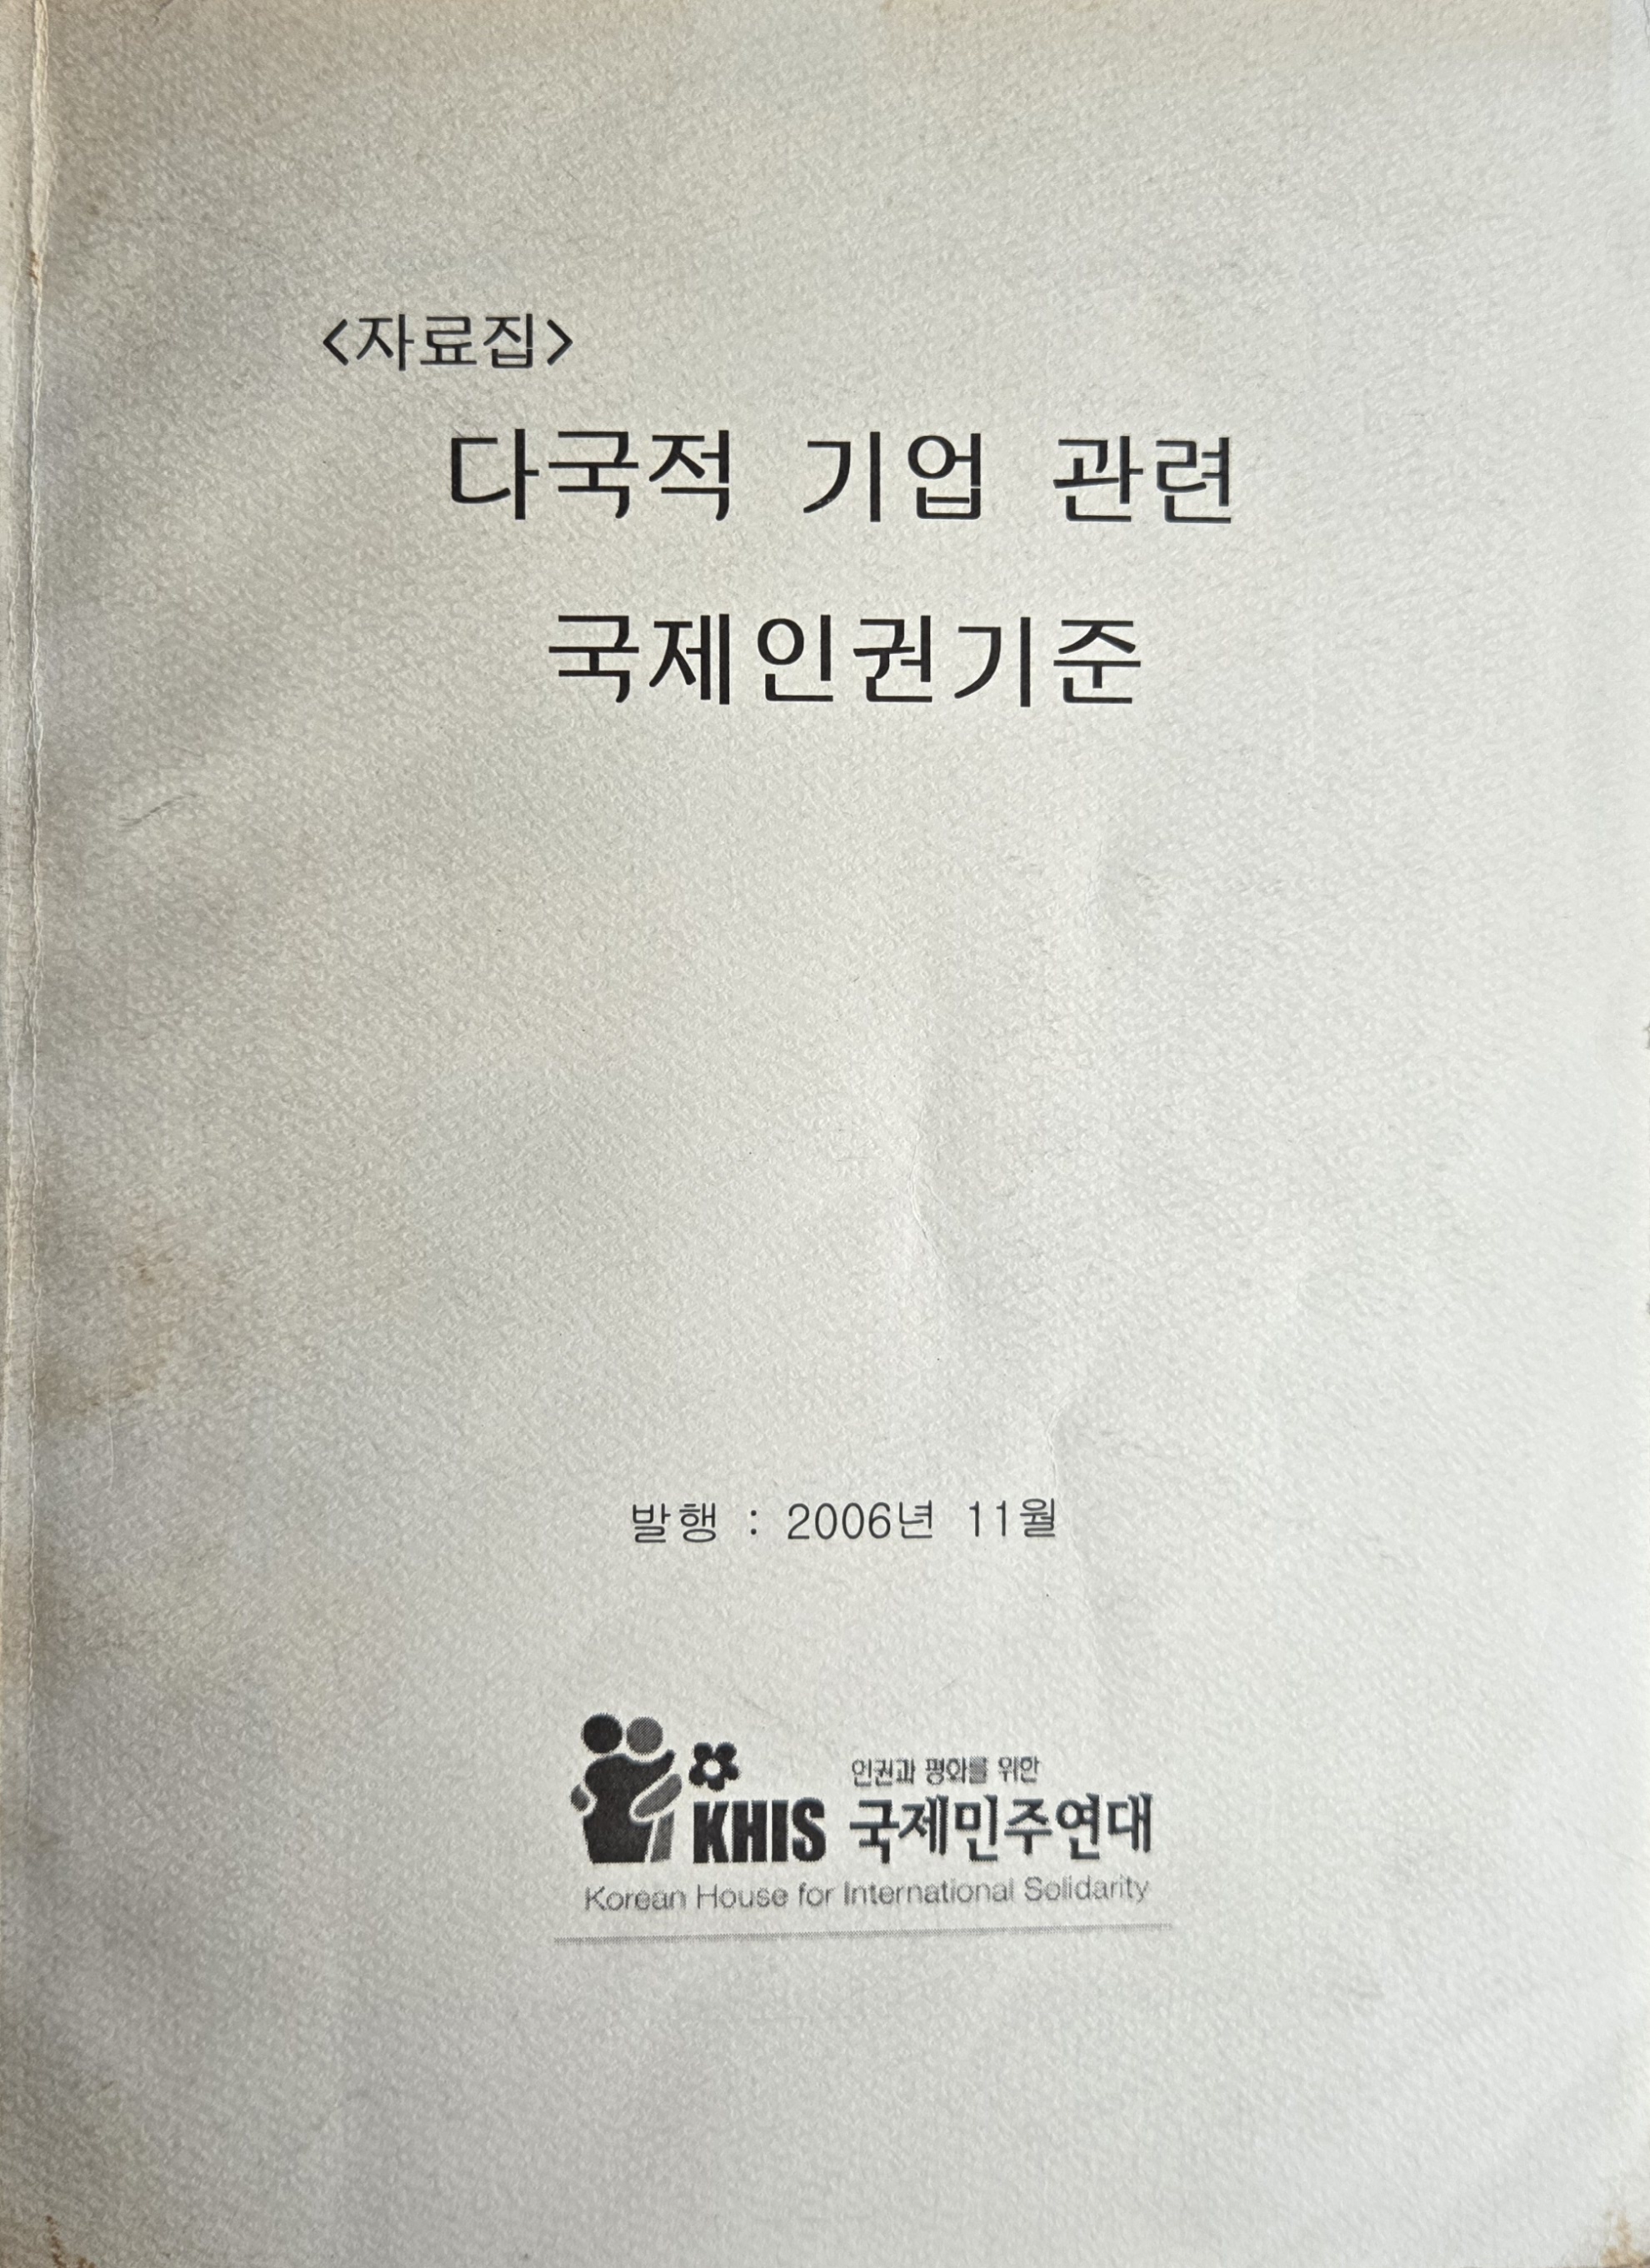 <자료집>
다국적 기업 관련
국제인권기준
발행 : 2006년 11월
인권과 평화를 위한
KHIS 국제민주연대
Korean House for International Solidarity